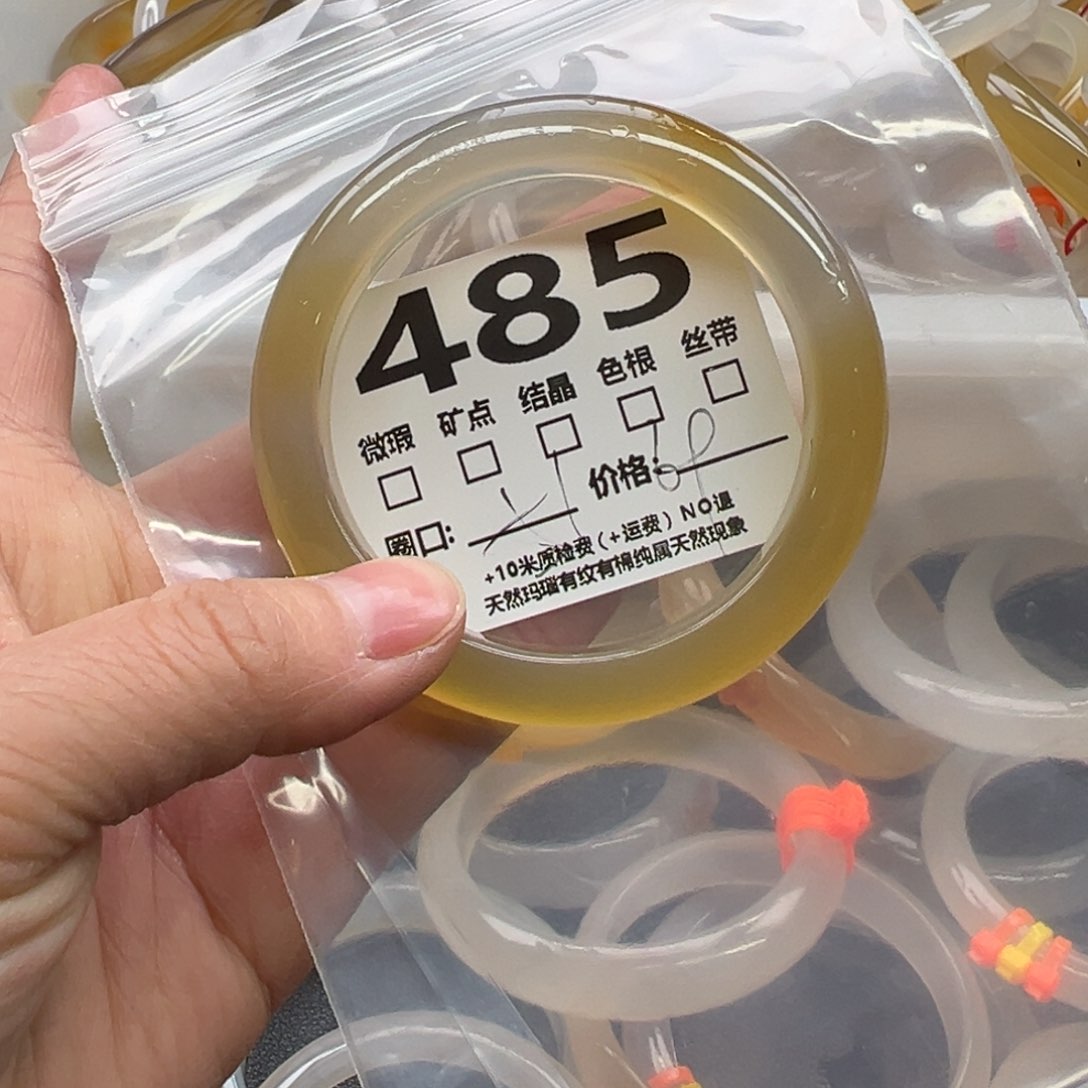 485
微瑕 矿点 结晶 色根 丝带
圈口: 价格:
+10米质检费(+运费)NO退
天然玛瑙有纹有棉纯属天然现象